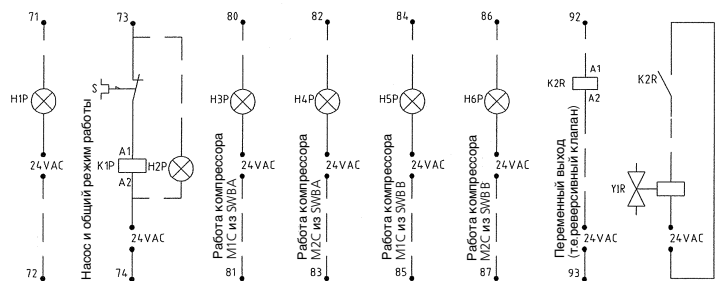 71 73 80 82 84 86 92
H1P
S
K1P
A1
A2
H2P
H3P
H4P
H5P
H6P
K2R
A1
A2
K2R
Y1R
24VAC
24VAC
24VAC
24VAC
24VAC
24VAC
24VAC
24VAC
Насос и общий режим работы
Работа компрессора
M1C из SWBA
Работа компрессора
M2C из SWBA
Работа компрессора
M1C из SWBB
Работа компрессора
M2C из SWBB
Переменный выход
(т.е.реверсивный клапан)
72 74 81 83 85 87 93